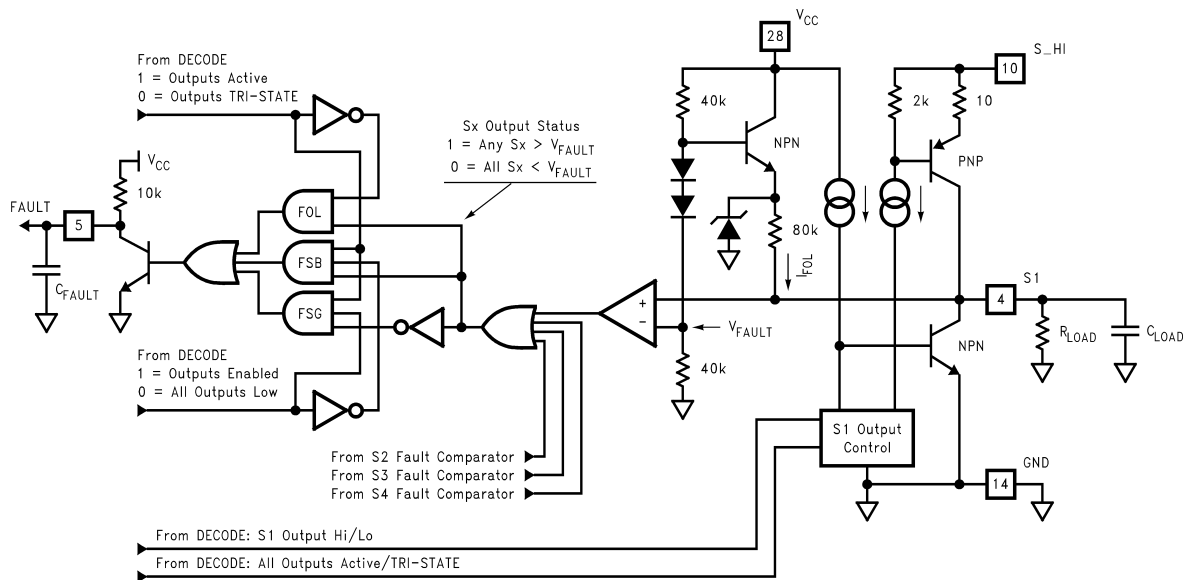 V_CC
28
S_HI
10
From DECODE
1 = Outputs Active
0 = Outputs TRI-STATE
40k
NPN
2k
10
PNP
Sx Output Status
1 = Any Sx > V_FAULT
0 = All Sx < V_FAULT
V_CC
10k
FAULT
5
C_FAULT
FOL
FSB
FSG
80k
I_FOL
+
−
V_FAULT
40k
S1
4
NPN
R_LOAD
C_LOAD
From DECODE
1 = Outputs Enabled
0 = All Outputs Low
S1 Output
Control
From S2 Fault Comparator
From S3 Fault Comparator
From S4 Fault Comparator
GND
14
From DECODE: S1 Output Hi/Lo
From DECODE: All Outputs Active/TRI-STATE